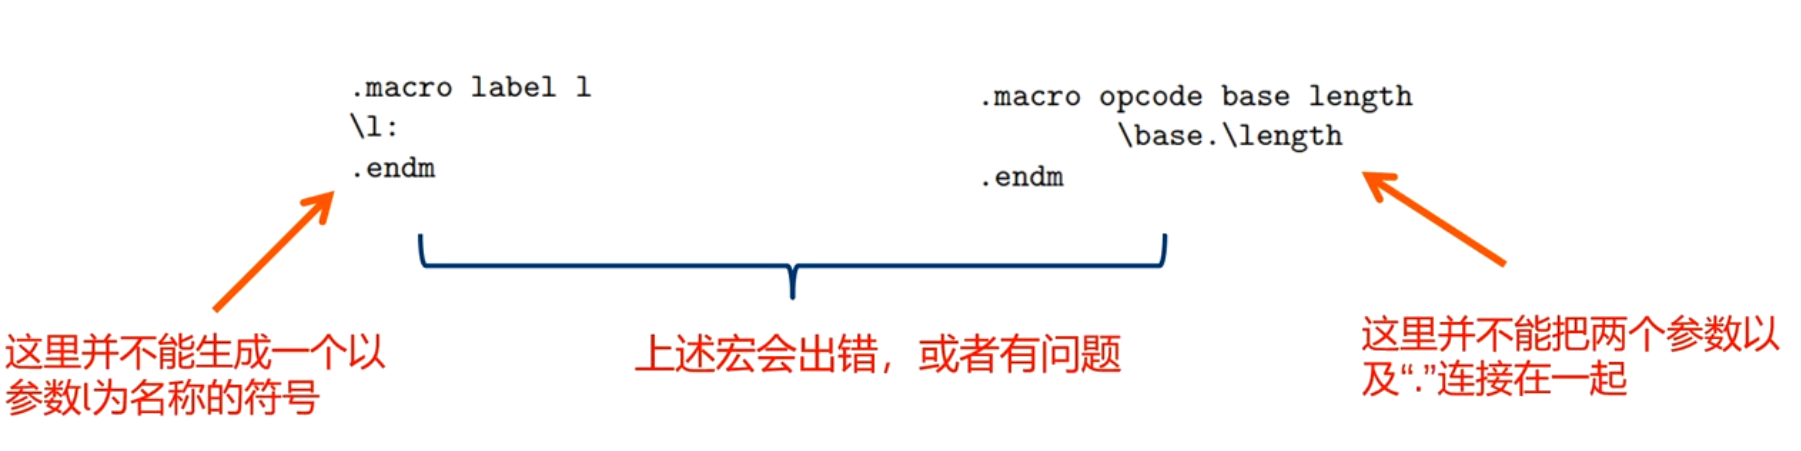 .macro label l
\l:
.endm
.macro opcode base length
\base.\length
.endm
这里并不能生成一个以
参数l为名称的符号
上述宏会出错，或者有问题
这里并不能把两个参数以
及“.”连接在一起